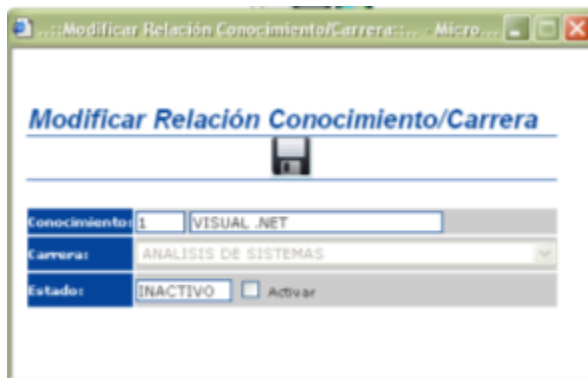 ..::Modificar Relación Conocimiento/Carrera::.. - Micro...
Modificar Relación Conocimiento/Carrera
Conocimiento: 1 VISUAL .NET
Carrera: ANALISIS DE SISTEMAS
Estado: INACTIVO Activar